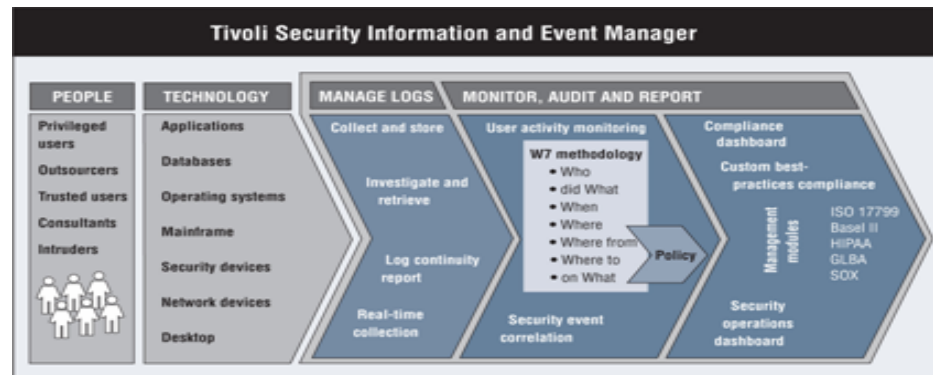 Tivoli Security Information and Event Manager
PEOPLE
Privileged
users
Outsourcers
Trusted users
Consultants
Intruders
TECHNOLOGY
Applications
Databases
Operating systems
Mainframe
Security devices
Network devices
Desktop
MANAGE LOGS
Collect and store
Investigate and
retrieve
Log continuity
report
Real-time
collection
MONITOR, AUDIT AND REPORT
User activity monitoring
W7 methodology
• Who
• did What
• When
• Where
• Where from
• Where to
• on What
Policy
Security event
correlation
Compliance
dashboard
Custom best-
practices compliance
Management
modules
ISO 17799
Basel II
HIPAA
GLBA
SOX
Security
operations
dashboard